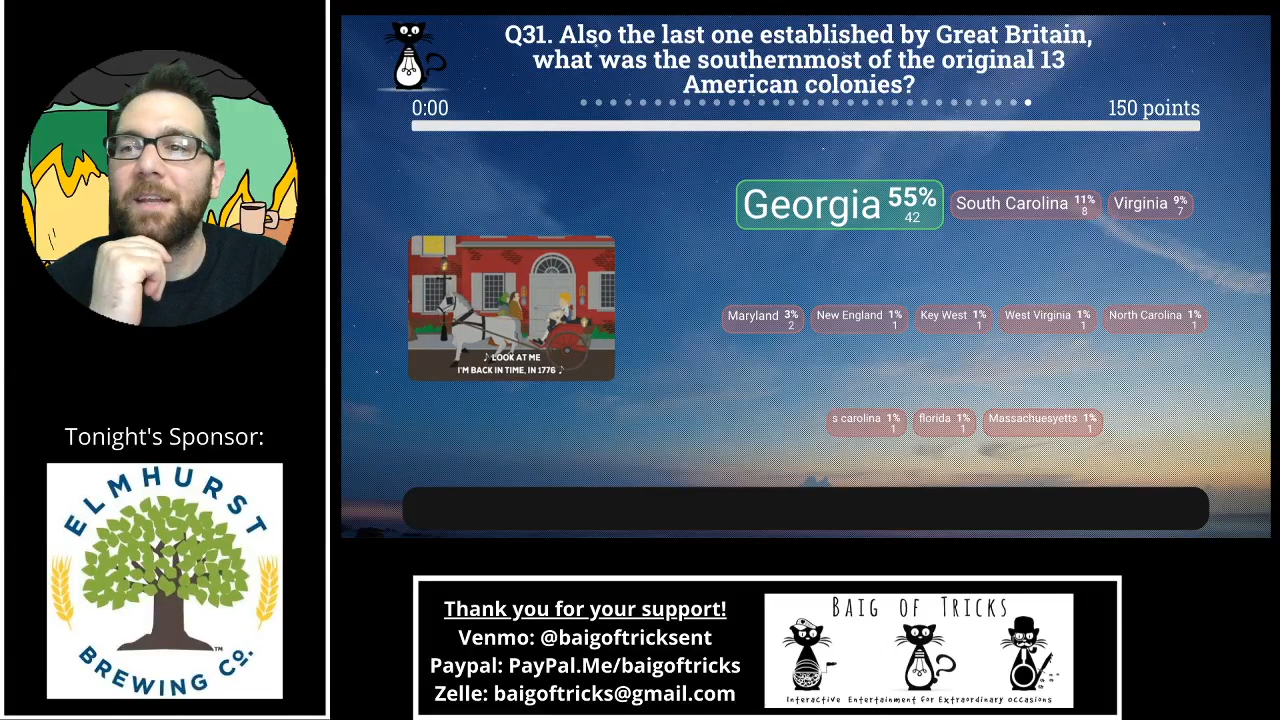 Q31. Also the last one established by Great Britain,
what was the southernmost of the original 13
American colonies?
0:00
150 points
Georgia 55% 42
South Carolina 11% 8
Virginia 9% 7
Maryland 3% 2
New England 1% 1
Key West 1% 1
West Virginia 1% 1
North Carolina 1% 1
s carolina 1% 1
florida 1% 1
Massachuesyetts 1% 1
♪ LOOK AT ME
I'M BACK IN TIME, IN 1776 ♪
Tonight's Sponsor:
ELMHURST
BREWING CO.
TM
Thank you for your support!
Venmo: @baigoftricksent
Paypal: PayPal.Me/baigoftricks
Zelle: baigoftricks@gmail.com
BAIG OF TRICKS
Interactive Entertainment for Extraordinary occasions